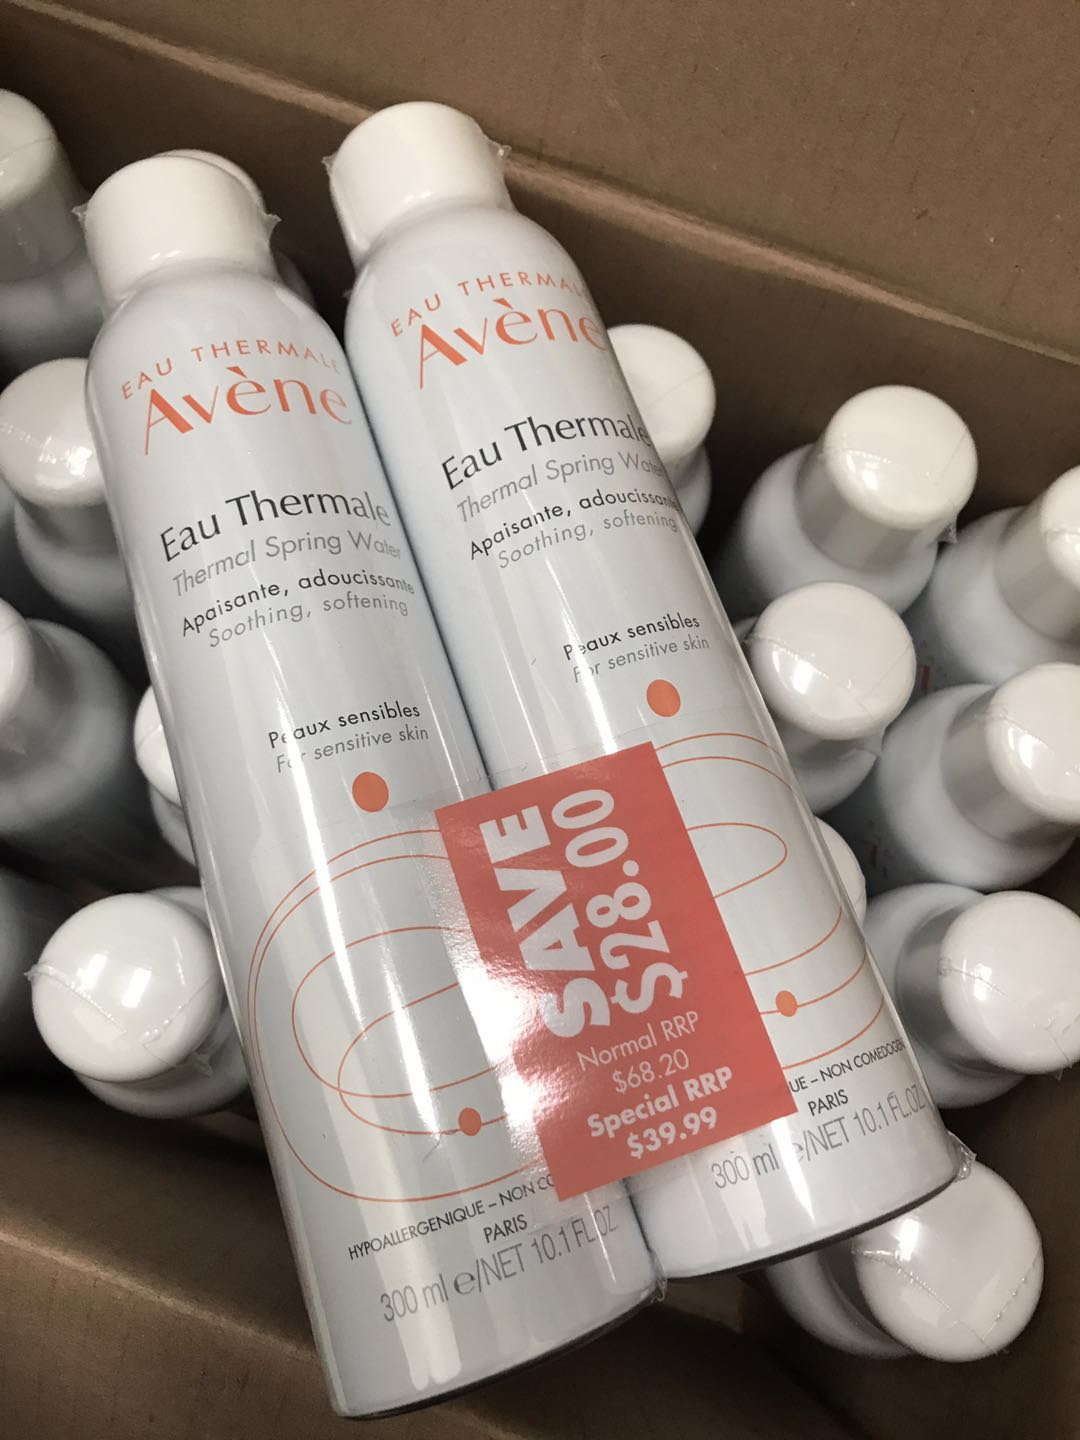 EAU THERMALE
Avène
Eau Thermale
Thermal Spring Water
Apaisante, adoucissante
Soothing, softening
Peaux sensibles
For sensitive skin
HYPOALLERGENIQUE – NON CO
PARIS
300 ml e/NET 10.1 FL.OZ
EAU THERMALE
Avène
Eau Thermale
Thermal Spring Water
Apaisante, adoucissante
Soothing, softening
Peaux sensibles
For sensitive skin
UE – NON COMEDOGEN
PARIS
300 ml e/NET 10.1 FL.OZ
SAVE
$28.00
Normal RRP
$68.20
Special RRP
$39.99